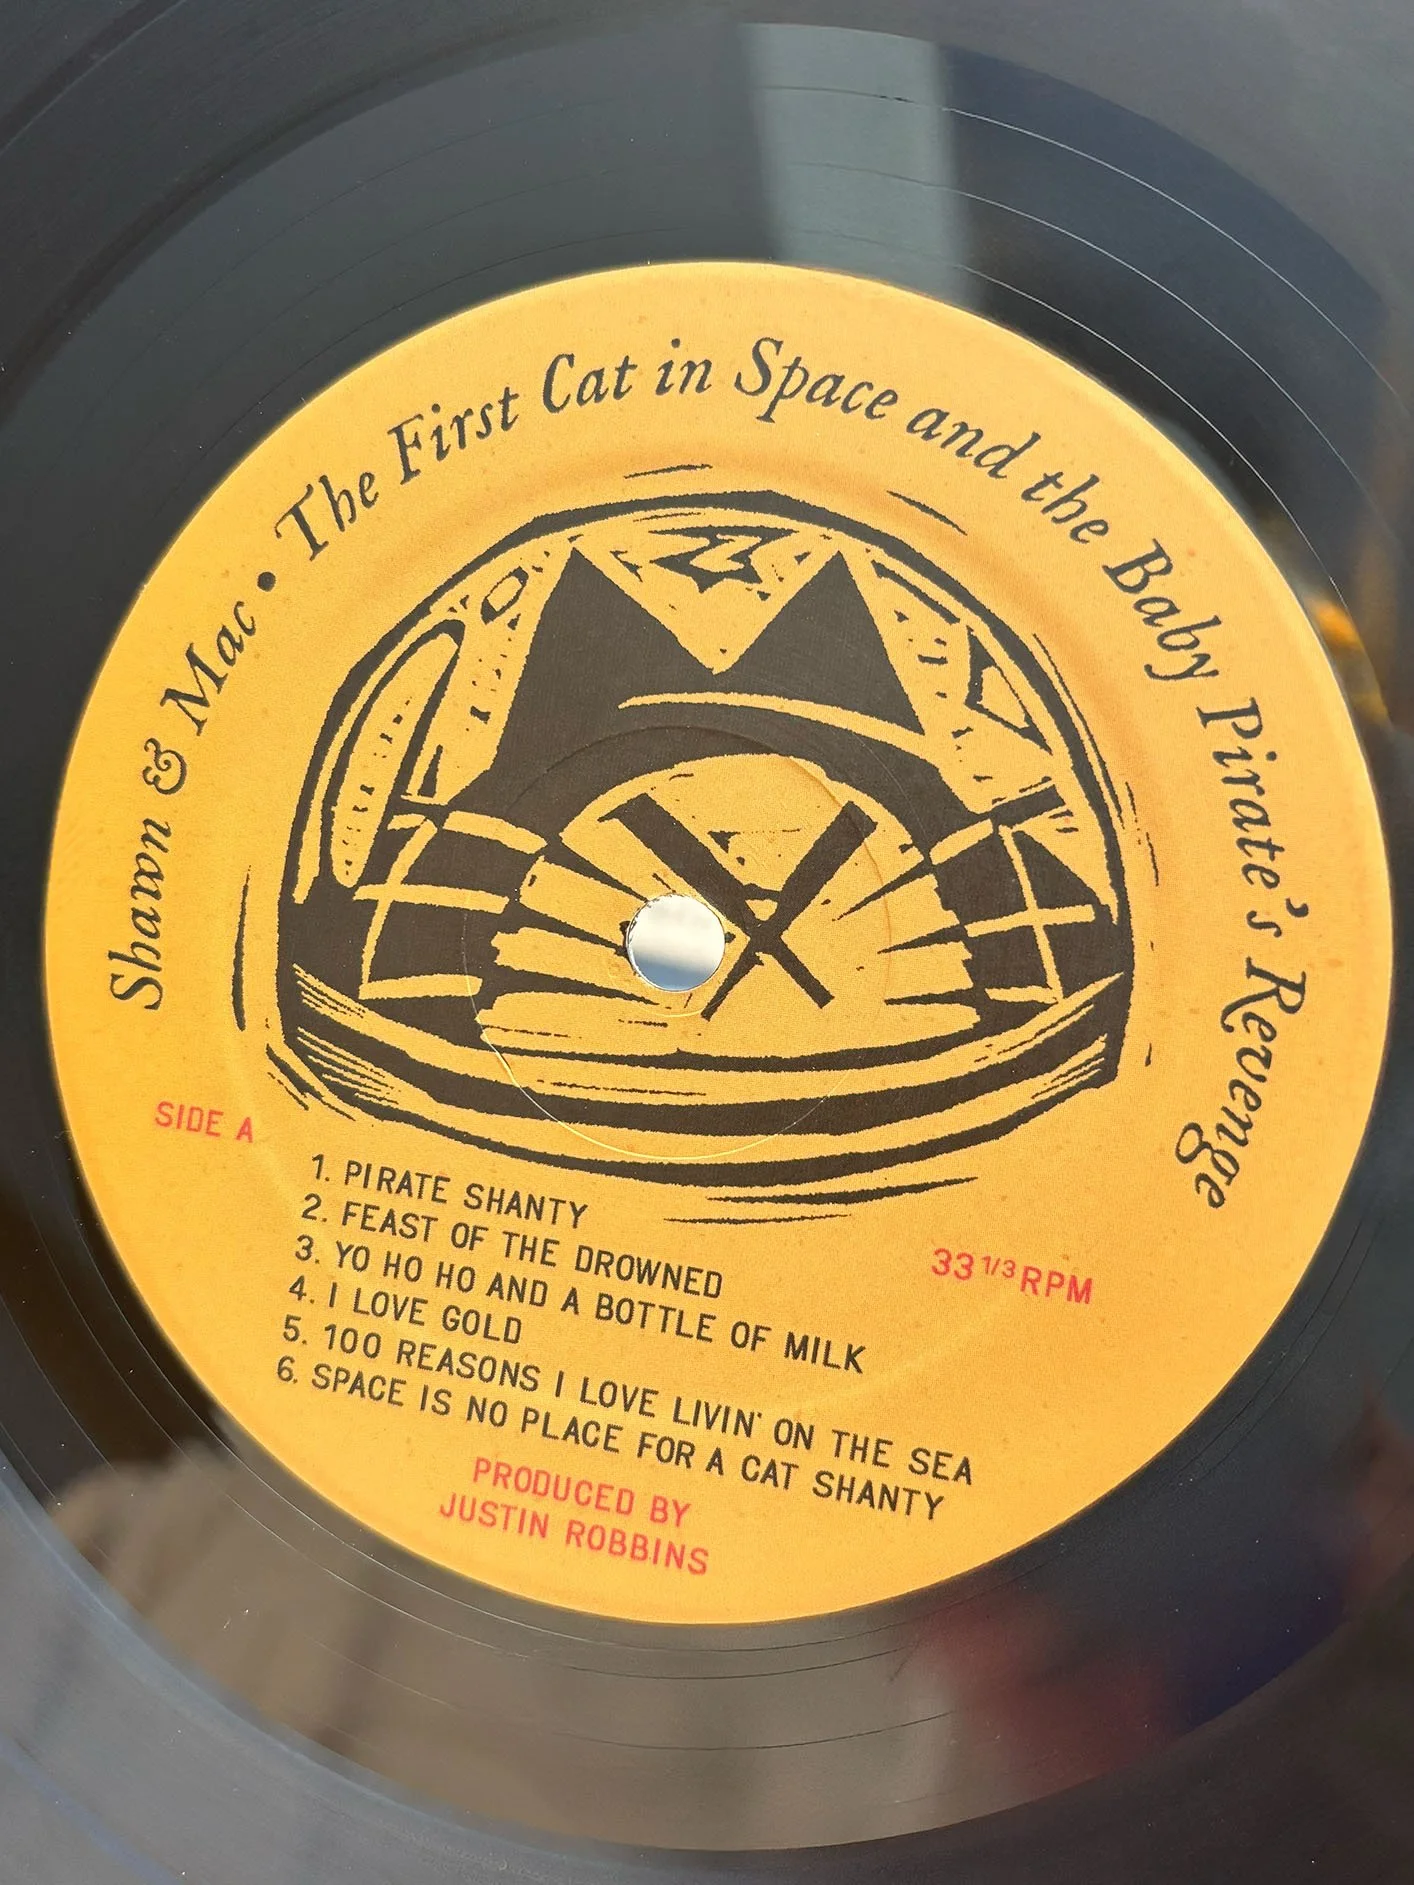 Shawn & Mac • The First Cat in Space and the Baby Pirate's Revenge
SIDE A
1. PIRATE SHANTY
2. FEAST OF THE DROWNED
3. YO HO HO AND A BOTTLE OF MILK
4. I LOVE GOLD
5. 100 REASONS I LOVE LIVIN' ON THE SEA
6. SPACE IS NO PLACE FOR A CAT SHANTY
33 1/3 RPM
PRODUCED BY
JUSTIN ROBBINS